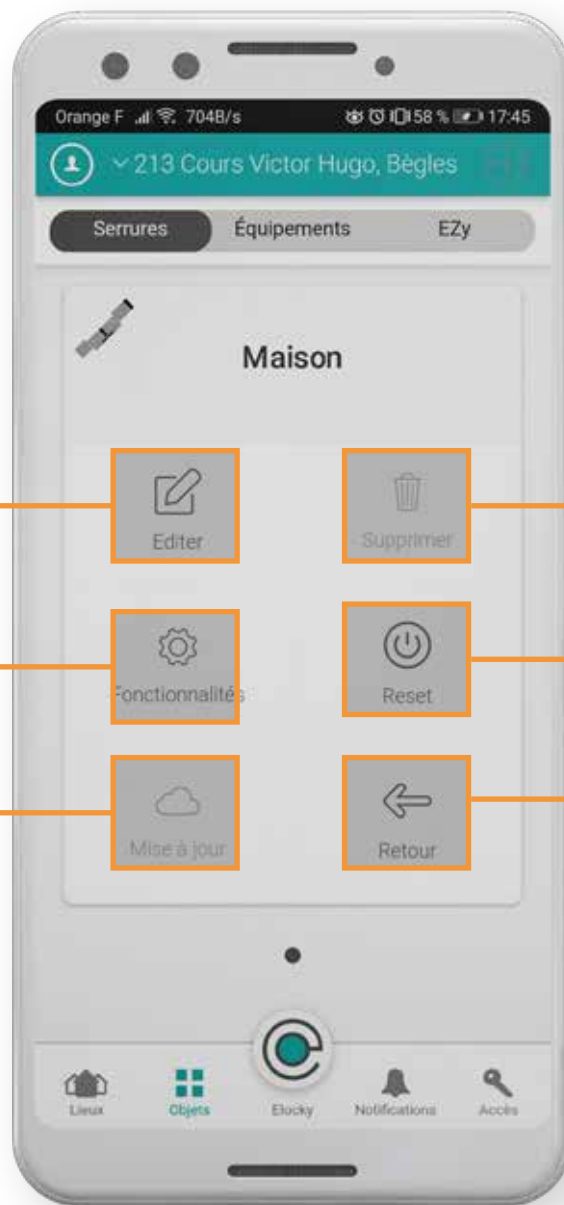 Orange F 704B/s 58 % 17:45
213 Cours Victor Hugo, Bègles
Serrures Équipements EZy
Maison
Editer Supprimer
Fonctionnalités Reset
Mise à jour Retour
Lieux Objets Elocky Notifications Accès